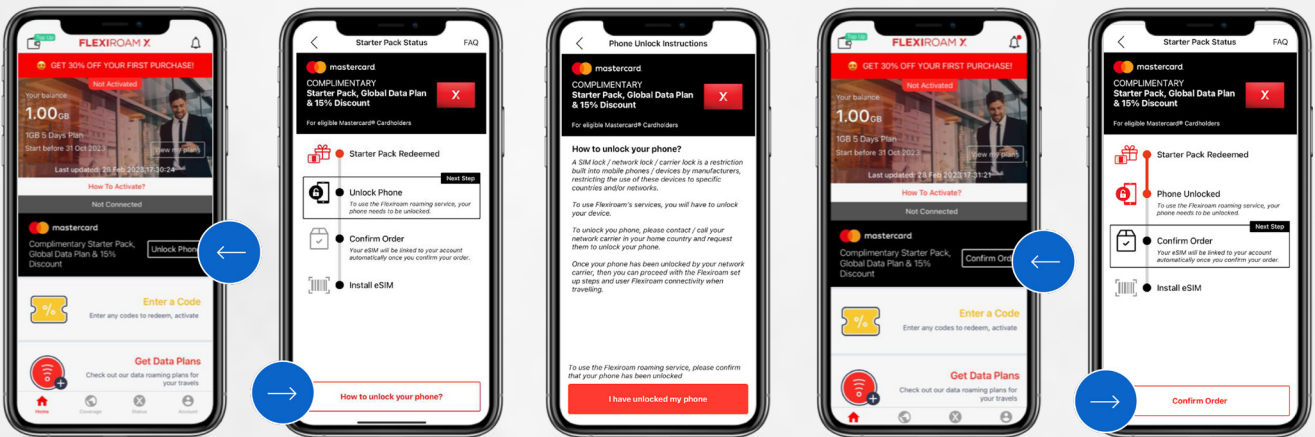 Top Up
FLEXIROAM X
GET 30% OFF YOUR FIRST PURCHASE!
Not Activated
Your balance
1.00GB
1GB 5 Days Plan
Start before 31 Oct 2023
View my plans
Last updated: 28 Feb 2023 17:30:24
How To Activate?
Not Connected
mastercard
Complimentary Starter Pack,
Global Data Plan & 15%
Discount
Unlock Phone
Enter a Code
Enter any codes to redeem, activate
Get Data Plans
Check out our data roaming plans for
your travels
Home
Coverage
Status
Account
Starter Pack Status
FAQ
mastercard.
COMPLIMENTARY
Starter Pack, Global Data Plan
& 15% Discount
X
For eligible Mastercard® Cardholders
Starter Pack Redeemed
Next Step
Unlock Phone
To use the Flexiroam roaming service, your
phone needs to be unlocked.
Confirm Order
Your eSIM will be linked to your account
automatically once you confirm your order.
Install eSIM
How to unlock your phone?
Phone Unlock Instructions
mastercard.
COMPLIMENTARY
Starter Pack, Global Data Plan
& 15% Discount
X
For eligible Mastercard® Cardholders
How to unlock your phone?
A SIM lock / network lock / carrier lock is a restriction
built into mobile phones / devices by manufacturers,
restricting the use of these devices to specific
countries and/or networks.
To use Flexiroam's services, you will have to unlock
your device.
To unlock you phone, please contact / call your
network carrier in your home country and request
them to unlock your phone.
Once your phone has been unlocked by your network
carrier, then you can proceed with the Flexiroam set
up steps and user Flexiroam connectivity when
travelling.
To use the Flexiroam roaming service, please confirm
that your phone has been unlocked
I have unlocked my phone
Top Up
FLEXIROAM X
GET 30% OFF YOUR FIRST PURCHASE!
Not Activated
Your balance
1.00GB
1GB 5 Days Plan
Start before 31 Oct 2023
View my plans
Last updated: 28 Feb 2023 17:31:21
How To Activate?
Not Connected
mastercard
Complimentary Starter Pack,
Global Data Plan & 15%
Discount
Confirm Ord
Enter a Code
Enter any codes to redeem, activate
Get Data Plans
Check out our data roaming plans for
your travels
Starter Pack Status
FAQ
mastercard.
COMPLIMENTARY
Starter Pack, Global Data Plan
& 15% Discount
X
For eligible Mastercard® Cardholders
Starter Pack Redeemed
Phone Unlocked
To use the Flexiroam roaming service, your
phone needs to be unlocked.
Next Step
Confirm Order
Your eSIM will be linked to your account
automatically once you confirm your order.
Install eSIM
Confirm Order